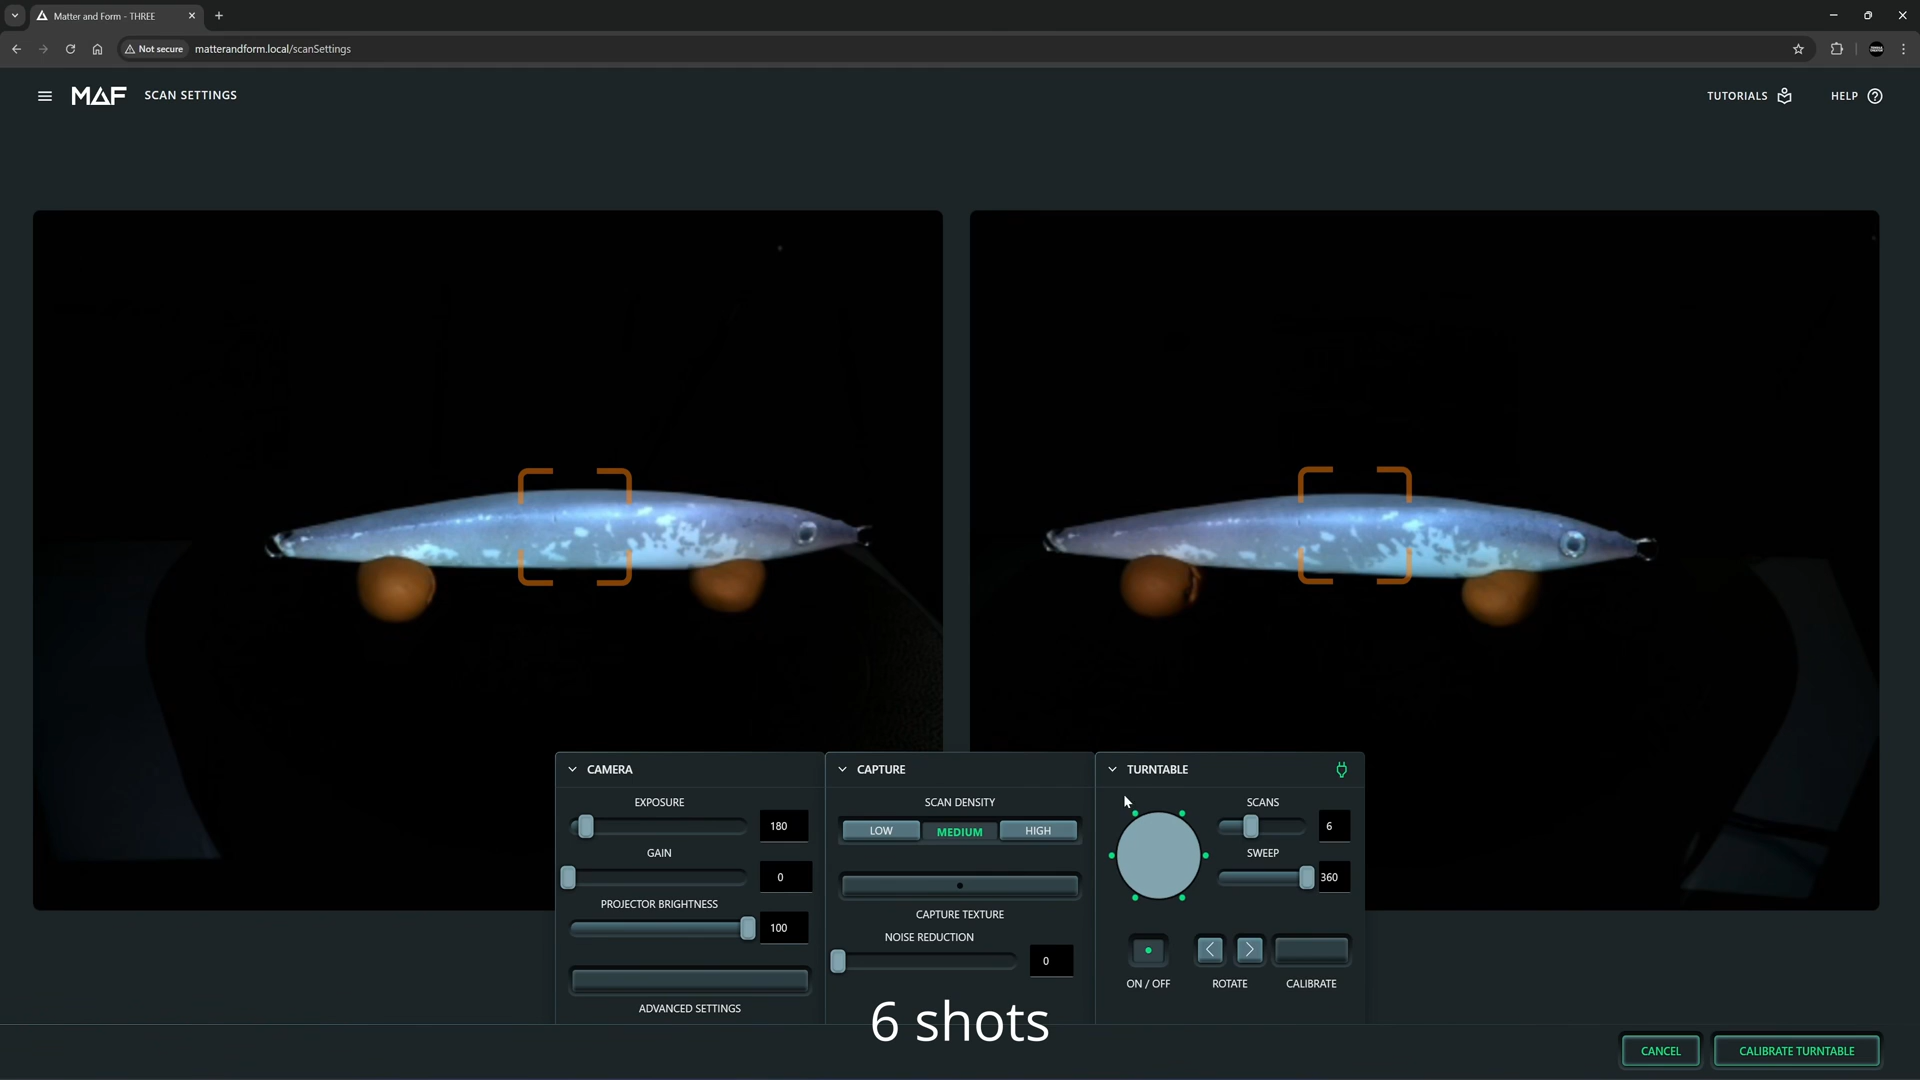 Matter and Form - THREE
Not secure
matterandform.local/scanSettings
MAF
SCAN SETTINGS
TUTORIALS
HELP
CAMERA
EXPOSURE
180
GAIN
0
PROJECTOR BRIGHTNESS
100
ADVANCED SETTINGS
CAPTURE
SCAN DENSITY
LOW
MEDIUM
HIGH
CAPTURE TEXTURE
NOISE REDUCTION
0
TURNTABLE
SCANS
6
SWEEP
360
ON / OFF
ROTATE
CALIBRATE
6 shots
CANCEL
CALIBRATE TURNTABLE